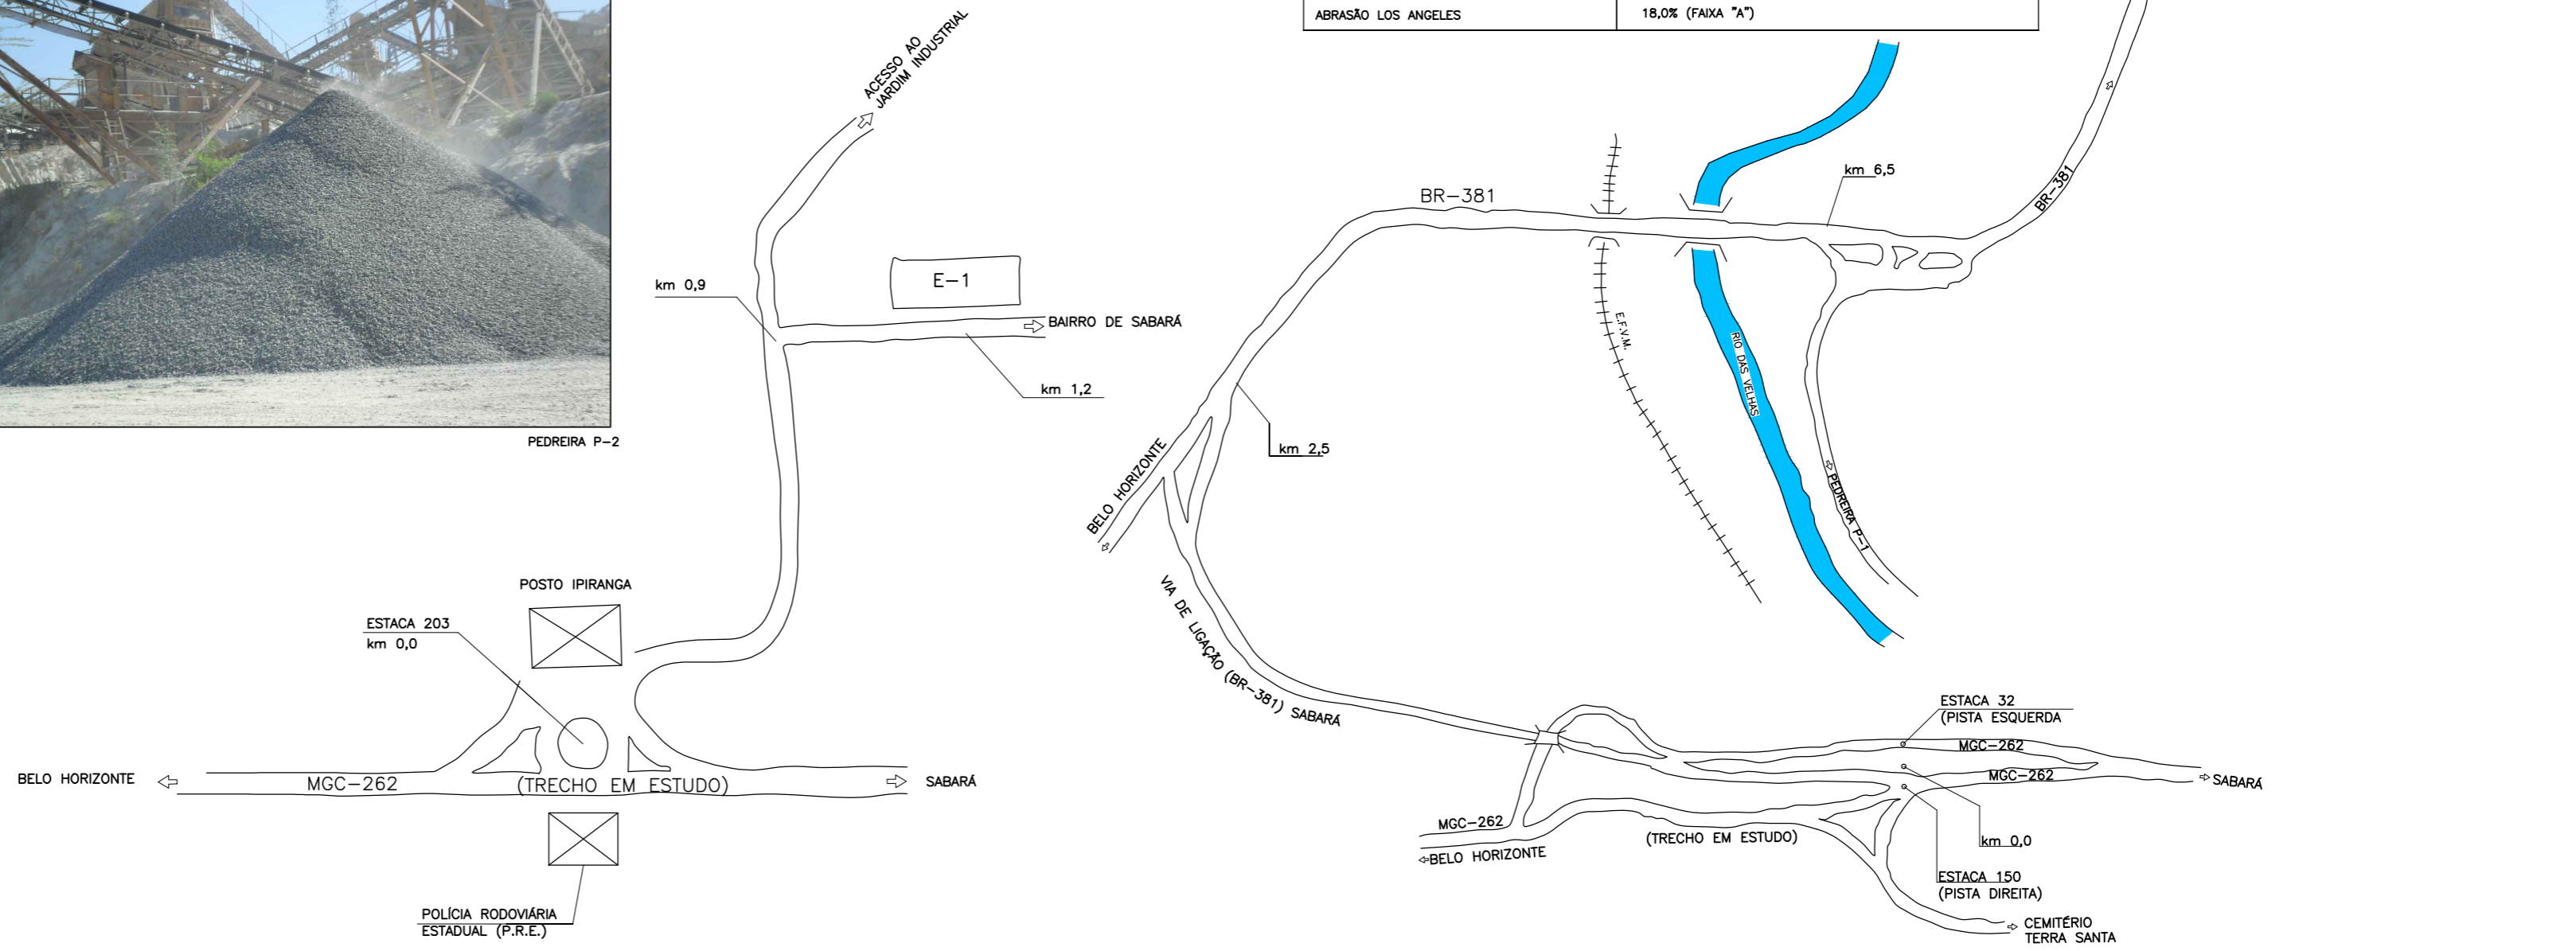 ABRASÃO LOS ANGELES
18,0% (FAIXA "A")
PEDREIRA P-2
ACESSO AO
JARDIM INDUSTRIAL
km 0,9
E-1
BAIRRO DE SABARÁ
km 1,2
POSTO IPIRANGA
ESTACA 203
km 0,0
BELO HORIZONTE
MGC-262
(TRECHO EM ESTUDO)
SABARÁ
POLÍCIA RODOVIÁRIA
ESTADUAL (P.R.E.)
BR-381
km 6,5
BR-381
E.F.V.M.
RIO DAS VELHAS
PEDREIRA P-1
km 2,5
BELO HORIZONTE
VIA DE LIGAÇÃO (BR-381) SABARÁ
ESTACA 32
(PISTA ESQUERDA
MGC-262
MGC-262
SABARÁ
MGC-262
BELO HORIZONTE
(TRECHO EM ESTUDO)
km 0,0
ESTACA 150
(PISTA DIREITA)
CEMITÉRIO
TERRA SANTA